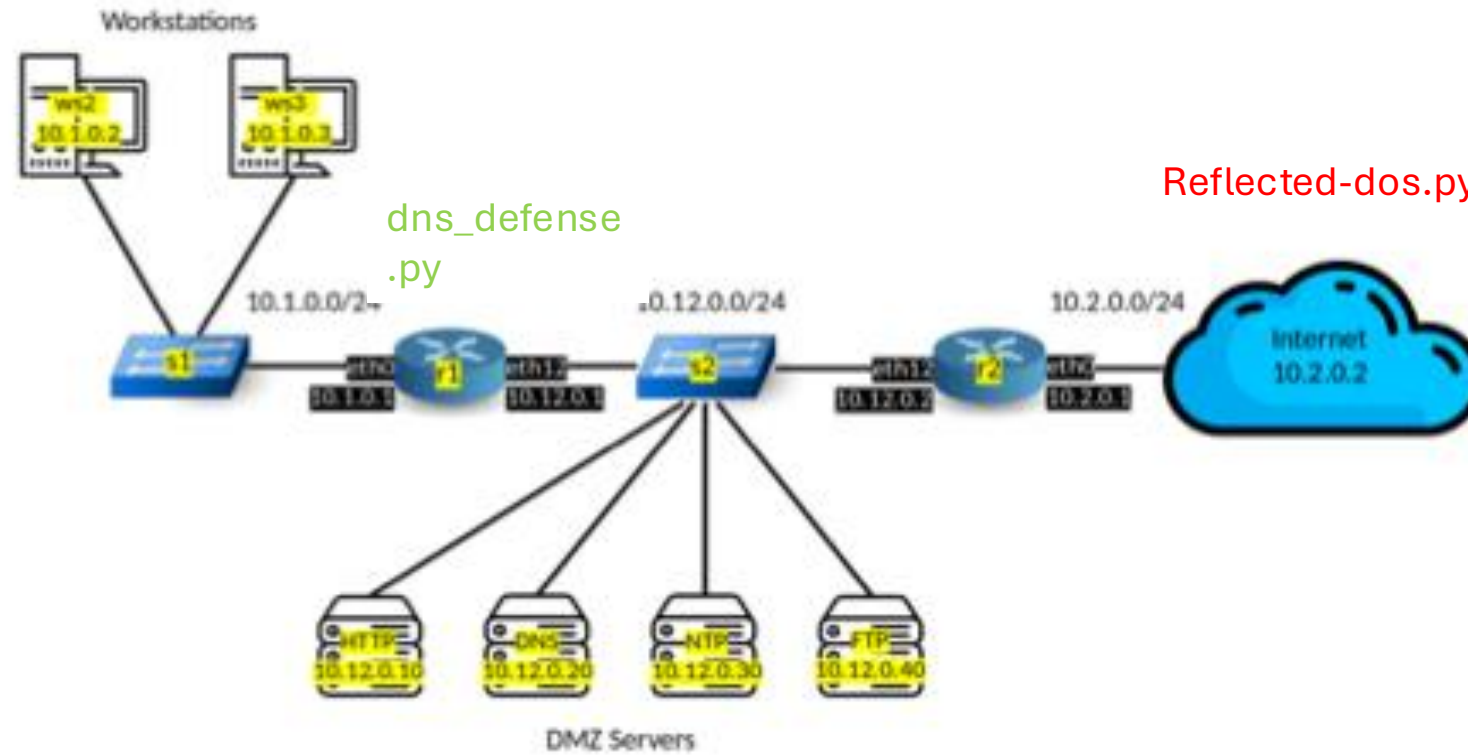 Workstations
ws2
10.1.0.2
ws3
10.1.0.3
dns_defense
.py
Reflected-dos.py
10.1.0.0/24
.0.12.0.0/24
10.2.0.0/24
s1
eth0
10.1.0.1
r1
eth12
10.12.0.1
s2
eth12
10.12.0.2
r2
eth0
10.2.0.1
Internet
10.2.0.2
HTTP
10.12.0.10
DNS
10.12.0.20
NTP
10.12.0.30
FTP
10.12.0.40
DMZ Servers